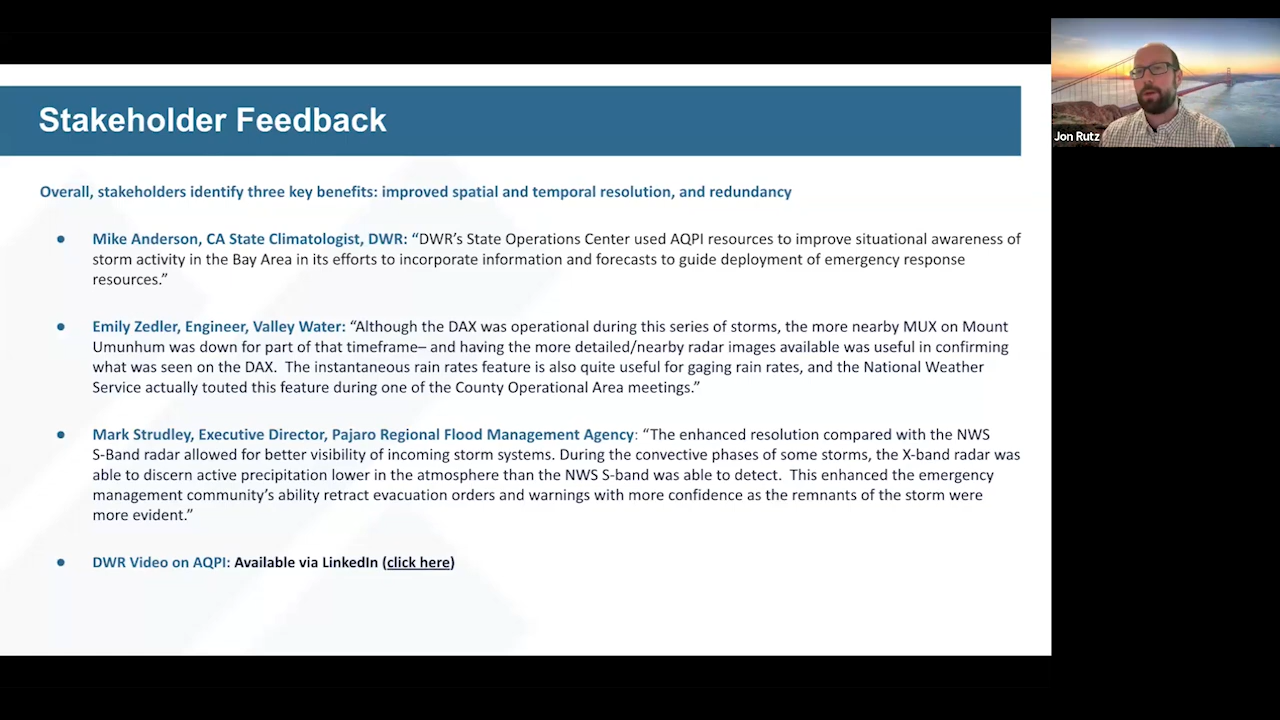 Stakeholder Feedback
Jon Rutz
Overall, stakeholders identify three key benefits: improved spatial and temporal resolution, and redundancy
● Mike Anderson, CA State Climatologist, DWR: “DWR’s State Operations Center used AQPI resources to improve situational awareness of
storm activity in the Bay Area in its efforts to incorporate information and forecasts to guide deployment of emergency response
resources.”
● Emily Zedler, Engineer, Valley Water: “Although the DAX was operational during this series of storms, the more nearby MUX on Mount
Umunhum was down for part of that timeframe– and having the more detailed/nearby radar images available was useful in confirming
what was seen on the DAX.  The instantaneous rain rates feature is also quite useful for gaging rain rates, and the National Weather
Service actually touted this feature during one of the County Operational Area meetings.”
● Mark Strudley, Executive Director, Pajaro Regional Flood Management Agency: “The enhanced resolution compared with the NWS
S-Band radar allowed for better visibility of incoming storm systems. During the convective phases of some storms, the X-band radar was
able to discern active precipitation lower in the atmosphere than the NWS S-band was able to detect.  This enhanced the emergency
management community’s ability retract evacuation orders and warnings with more confidence as the remnants of the storm were
more evident.”
● DWR Video on AQPI: Available via LinkedIn (click here)